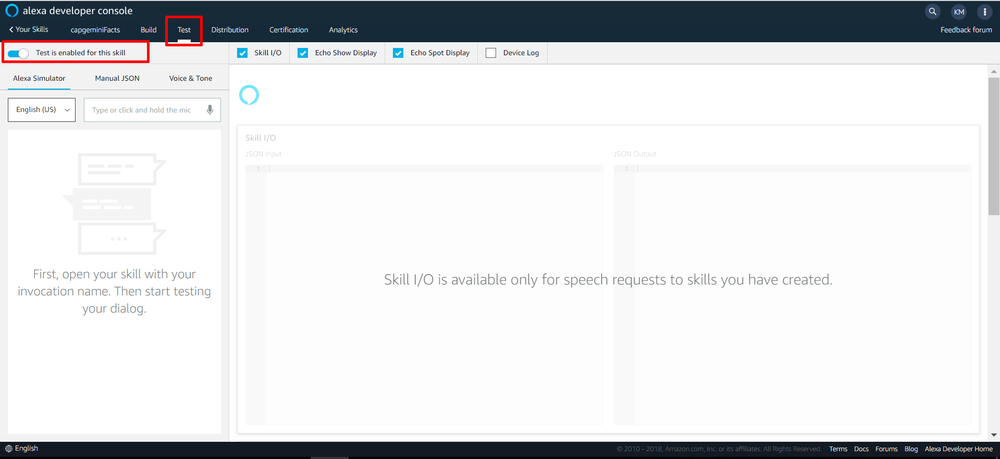 alexa developer console
KM
Your Skills
capgeminiFacts
Build
Test
Distribution
Certification
Analytics
Feedback forum
Test is enabled for this skill
Skill I/O
Echo Show Display
Echo Spot Display
Device Log
Alexa Simulator
Manual JSON
Voice & Tone
English (US)
Type or click and hold the mic
First, open your skill with your
invocation name. Then start testing
your dialog.
Skill I/O
JSON Input
JSON Output
1
1
Skill I/O is available only for speech requests to skills you have created.
English
© 2010 - 2018, Amazon.com, Inc. or its affiliates. All Rights Reserved.
Terms
Docs
Forums
Blog
Alexa Developer Home